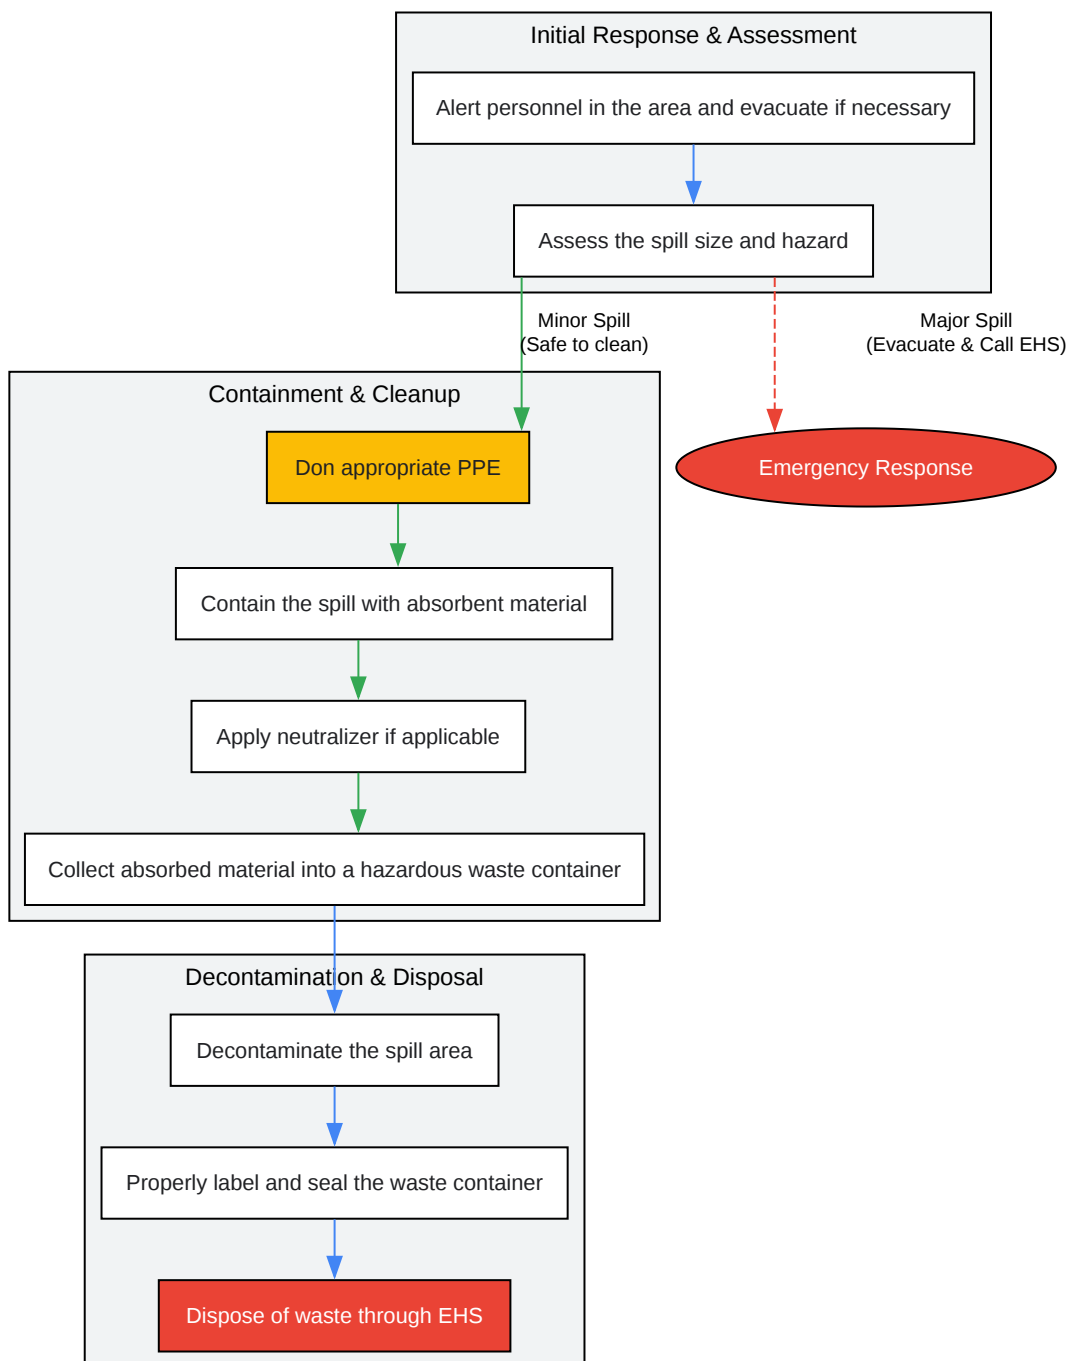 Initial Response & Assessment
Alert personnel in the area and evacuate if necessary
Assess the spill size and hazard
Minor Spill
(Safe to clean)
Major Spill
(Evacuate & Call EHS)
Containment & Cleanup
Don appropriate PPE
Emergency Response
Contain the spill with absorbent material
Apply neutralizer if applicable
Collect absorbed material into a hazardous waste container
Decontamination & Disposal
Decontaminate the spill area
Properly label and seal the waste container
Dispose of waste through EHS